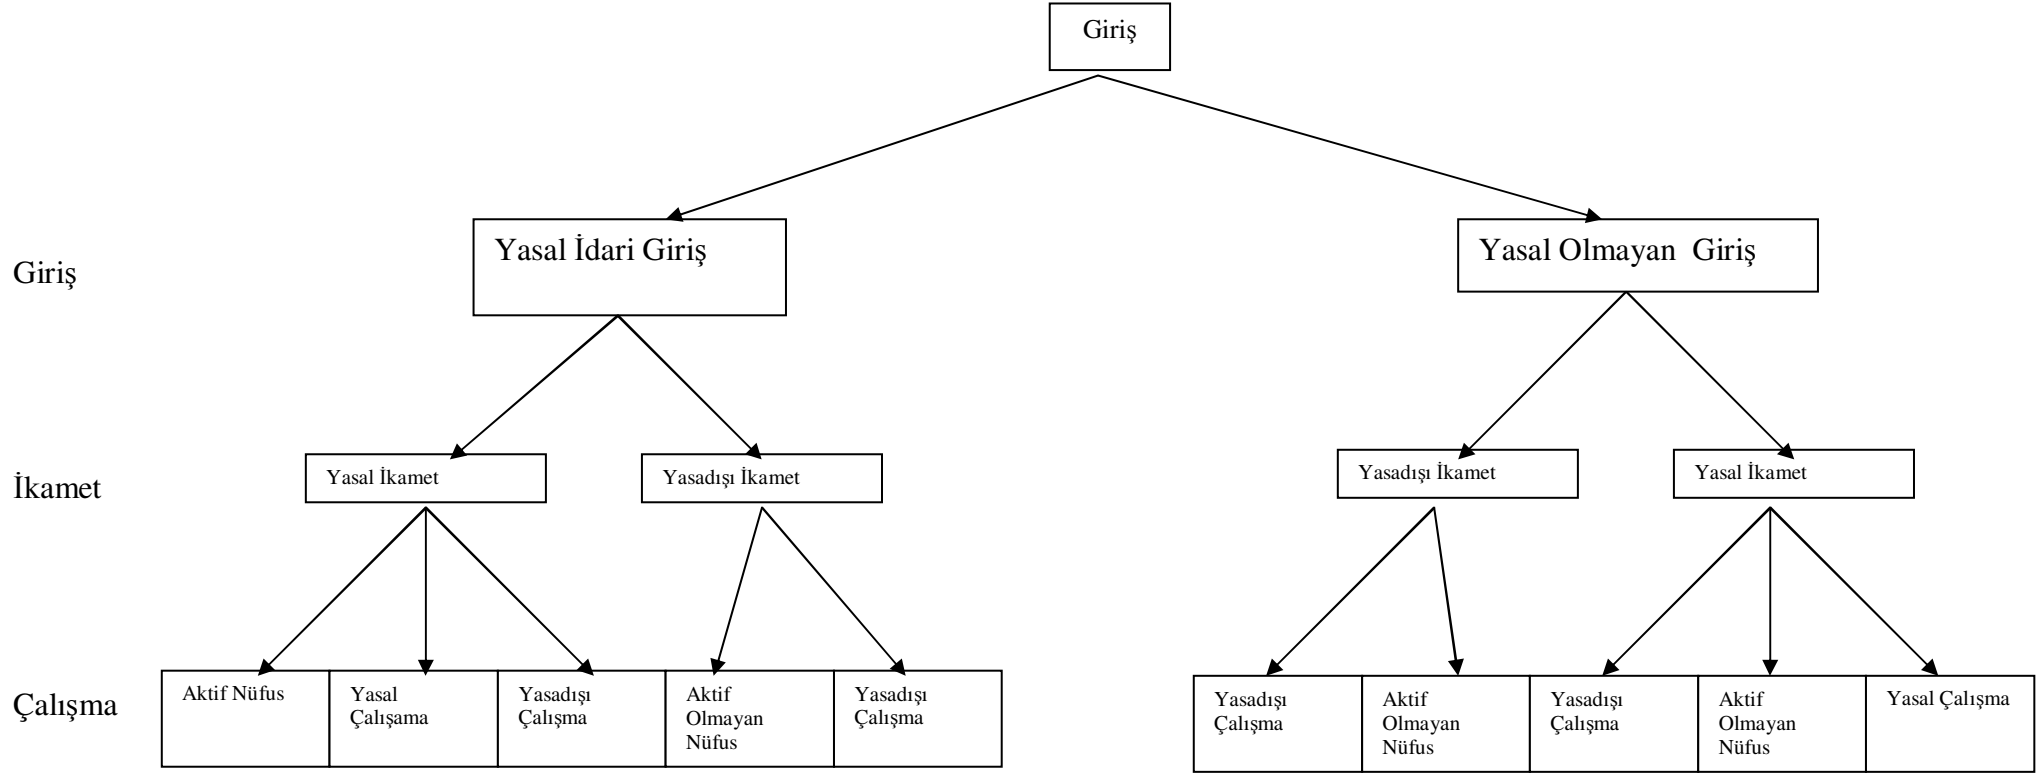 Giriş
Giriş
Yasal İdari Giriş
Yasal Olmayan Giriş
İkamet
Yasal İkamet
Yasadışı İkamet
Yasadışı İkamet
Yasal İkamet
Çalışma
Aktif Nüfus
Yasal
Çalışama
Yasadışı
Çalışma
Aktif
Olmayan
Nüfus
Yasadışı
Çalışma
Yasadışı
Çalışma
Aktif
Olmayan
Nüfus
Yasadışı
Çalışma
Aktif
Olmayan
Nüfus
Yasal Çalışma